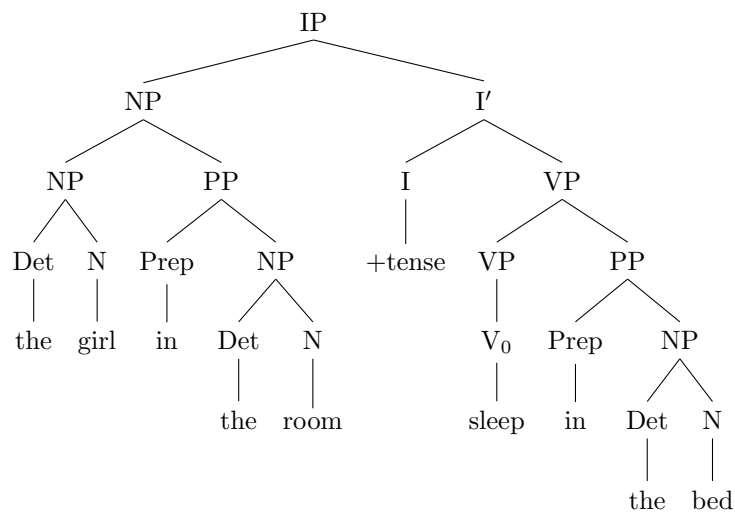 IP
NP I′
NP PP I VP
Det N Prep NP +tense VP PP
the girl in Det N V₀ Prep NP
the room sleep in Det N
the bed